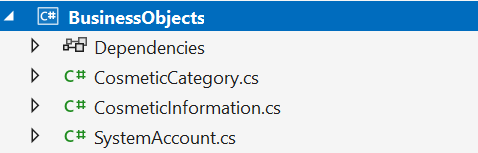 BusinessObjects
Dependencies
C# CosmeticCategory.cs
C# CosmeticInformation.cs
C# SystemAccount.cs